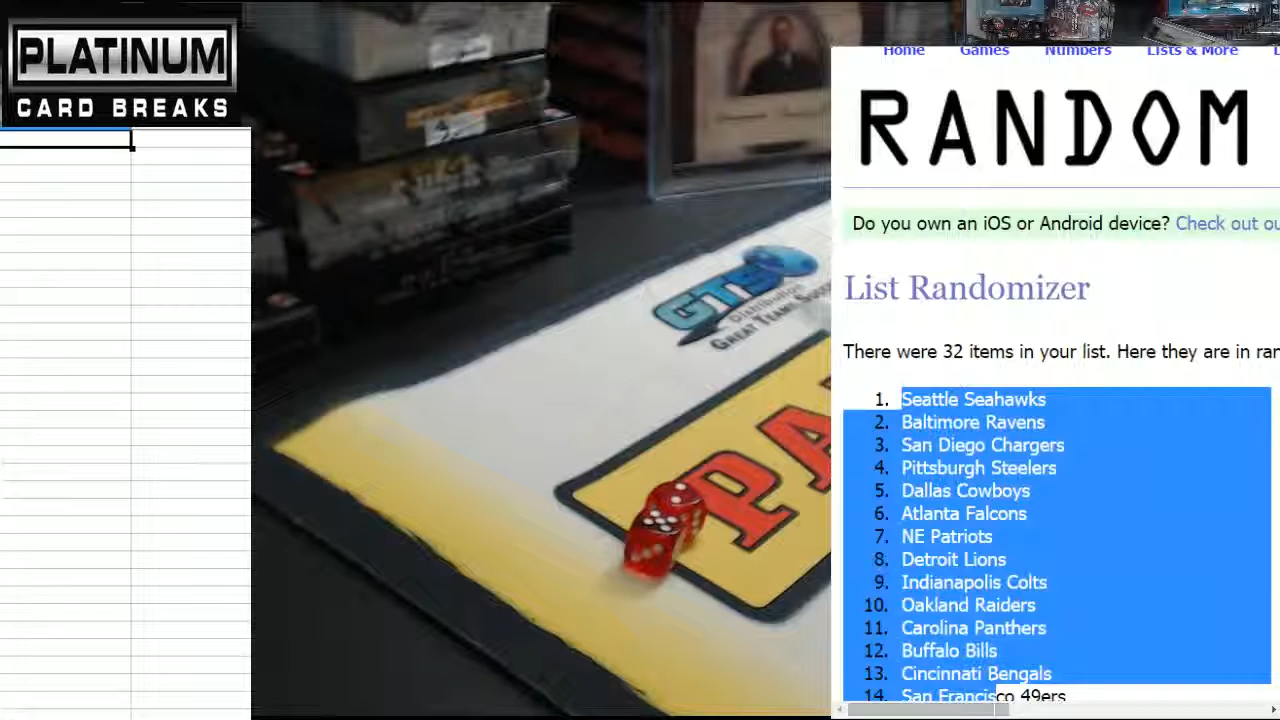 PLATINUM
CARD BREAKS
Home Games Numbers Lists & More
RANDOM
Do you own an iOS or Android device? Check out ou
List Randomizer
There were 32 items in your list. Here they are in ran
1. Seattle Seahawks
2. Baltimore Ravens
3. San Diego Chargers
4. Pittsburgh Steelers
5. Dallas Cowboys
6. Atlanta Falcons
7. NE Patriots
8. Detroit Lions
9. Indianapolis Colts
10. Oakland Raiders
11. Carolina Panthers
12. Buffalo Bills
13. Cincinnati Bengals
14. San Francisco 49ers
GTS
Distribution
GREAT TEAM
PA